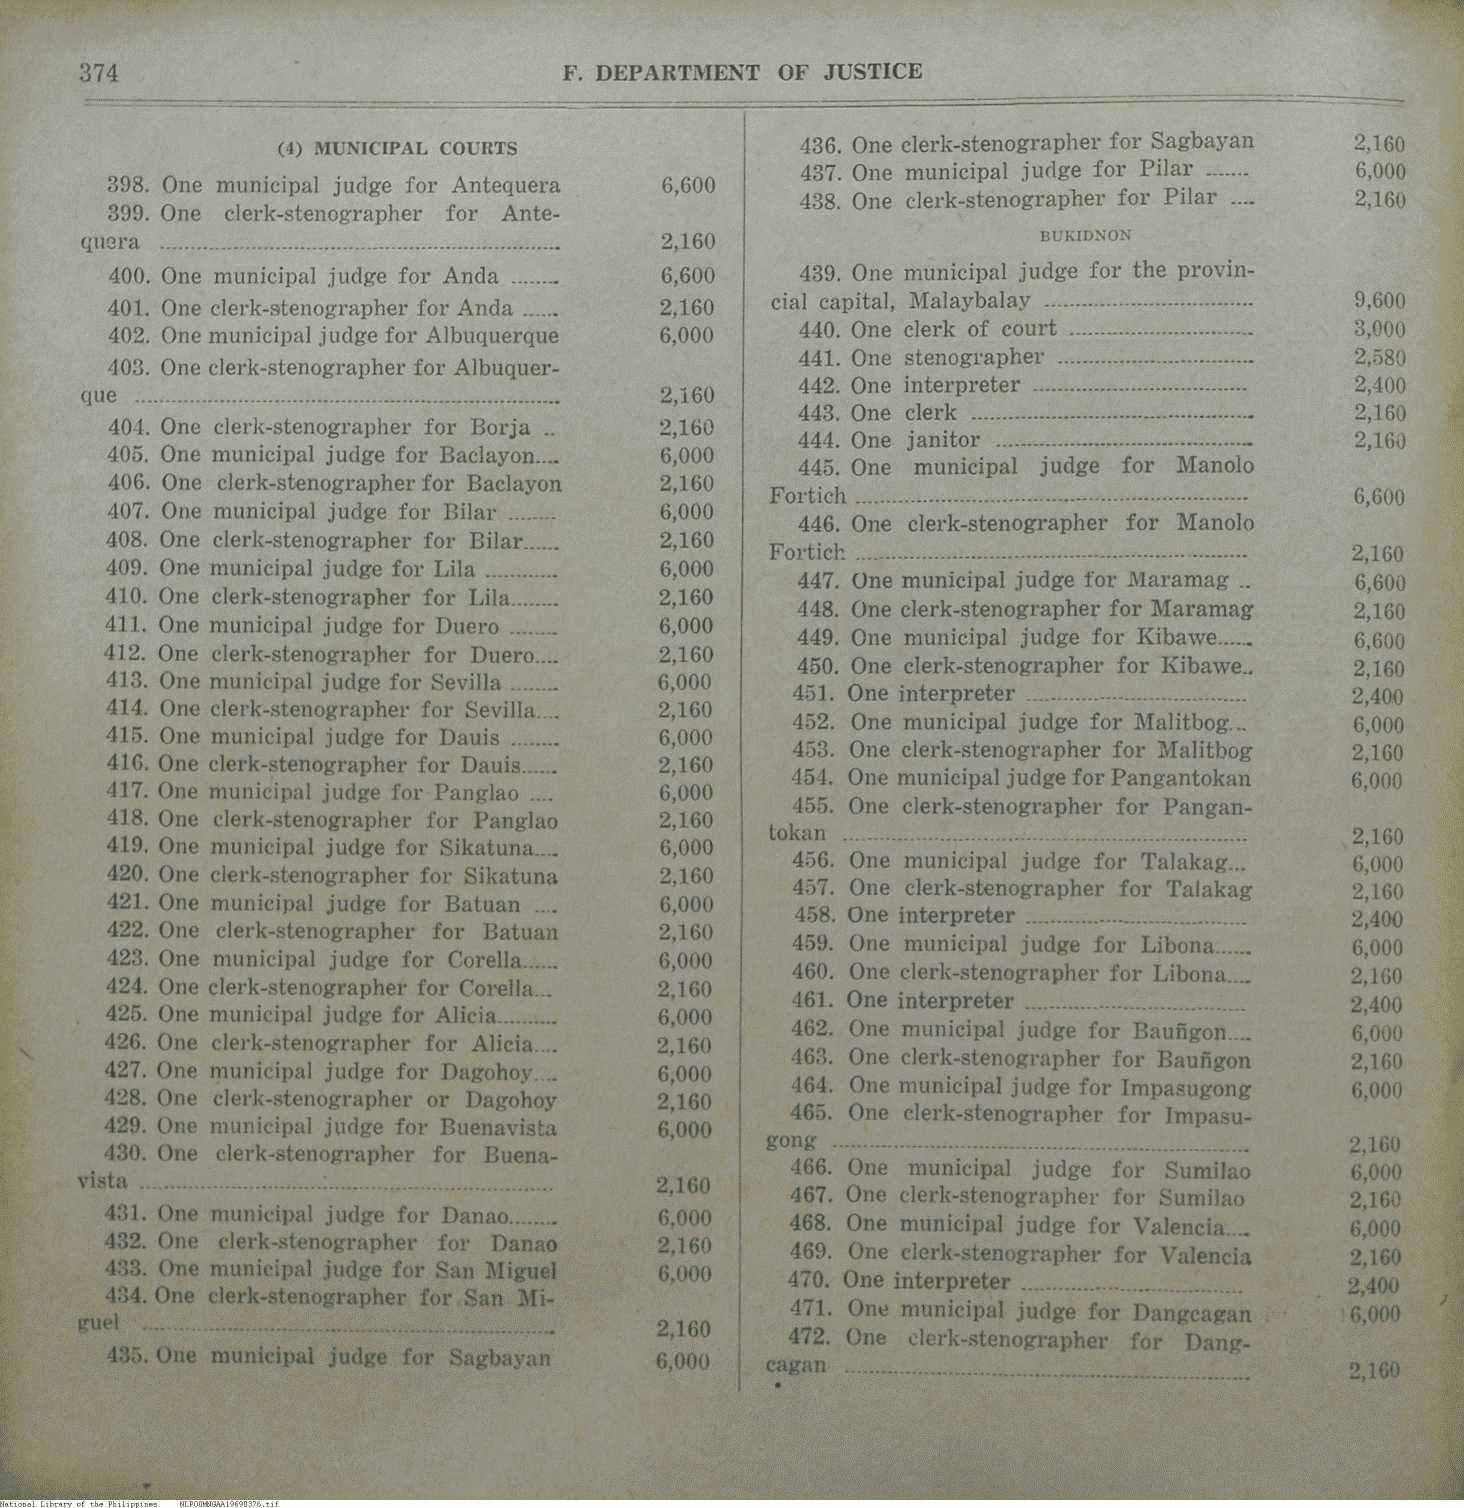 374
F. DEPARTMENT OF JUSTICE
(4) MUNICIPAL COURTS
398. One municipal judge for Antequera 6,600
399. One clerk-stenographer for Ante-
quera ........ 2,160
400. One municipal judge for Anda ........ 6,600
401. One clerk-stenographer for Anda ...... 2,160
402. One municipal judge for Albuquerque 6,000
403. One clerk-stenographer for Albuquer-
que ........ 2,160
404. One clerk-stenographer for Borja .. 2,160
405. One municipal judge for Baclayon.... 6,000
406. One clerk-stenographer for Baclayon 2,160
407. One municipal judge for Bilar ........ 6,000
408. One clerk-stenographer for Bilar...... 2,160
409. One municipal judge for Lila ............ 6,000
410. One clerk-stenographer for Lila........ 2,160
411. One municipal judge for Duero ........ 6,000
412. One clerk-stenographer for Duero.... 2,160
413. One municipal judge for Sevilla ........ 6,000
414. One clerk-stenographer for Sevilla.... 2,160
415. One municipal judge for Dauis ........ 6,000
416. One clerk-stenographer for Dauis...... 2,160
417. One municipal judge for Panglao .... 6,000
418. One clerk-stenographer for Panglao 2,160
419. One municipal judge for Sikatuna.... 6,000
420. One clerk-stenographer for Sikatuna 2,160
421. One municipal judge for Batuan .... 6,000
422. One clerk-stenographer for Batuan 2,160
423. One municipal judge for Corella...... 6,000
424. One clerk-stenographer for Corella... 2,160
425. One municipal judge for Alicia.......... 6,000
426. One clerk-stenographer for Alicia.... 2,160
427. One municipal judge for Dagohoy.... 6,000
428. One clerk-stenographer or Dagohoy 2,160
429. One municipal judge for Buenavista 6,000
430. One clerk-stenographer for Buena-
vista ........ 2,160
431. One municipal judge for Danao........ 6,000
432. One clerk-stenographer for Danao 2,160
433. One municipal judge for San Miguel 6,000
434. One clerk-stenographer for San Mi-
guel ........ 2,160
435. One municipal judge for Sagbayan 6,000
436. One clerk-stenographer for Sagbayan 2,160
437. One municipal judge for Pilar ....... 6,000
438. One clerk-stenographer for Pilar .... 2,160
BUKIDNON
439. One municipal judge for the provin-
cial capital, Malaybalay ........ 9,600
440. One clerk of court ........ 3,000
441. One stenographer ........ 2,580
442. One interpreter ........ 2,400
443. One clerk ........ 2,160
444. One janitor ........ 2,160
445. One municipal judge for Manolo
Fortich ........ 6,600
446. One clerk-stenographer for Manolo
Fortich ........ 2,160
447. One municipal judge for Maramag .. 6,600
448. One clerk-stenographer for Maramag 2,160
449. One municipal judge for Kibawe...... 6,600
450. One clerk-stenographer for Kibawe.. 2,160
451. One interpreter ........ 2,400
452. One municipal judge for Malitbog... 6,000
453. One clerk-stenographer for Malitbog 2,160
454. One municipal judge for Pangantokan 6,000
455. One clerk-stenographer for Pangan-
tokan ........ 2,160
456. One municipal judge for Talakag... 6,000
457. One clerk-stenographer for Talakag 2,160
458. One interpreter ........ 2,400
459. One municipal judge for Libona...... 6,000
460. One clerk-stenographer for Libona.... 2,160
461. One interpreter ........ 2,400
462. One municipal judge for Bauñgon.... 6,000
463. One clerk-stenographer for Bauñgon 2,160
464. One municipal judge for Impasugong 6,000
465. One clerk-stenographer for Impasu-
gong ........ 2,160
466. One municipal judge for Sumilao 6,000
467. One clerk-stenographer for Sumilao 2,160
468. One municipal judge for Valencia.... 6,000
469. One clerk-stenographer for Valencia 2,160
470. One interpreter ........ 2,400
471. One municipal judge for Dangcagan 6,000
472. One clerk-stenographer for Dang-
cagan ........ 2,160
National Library of the Philippines NLPOOMNGAA19690376.tif